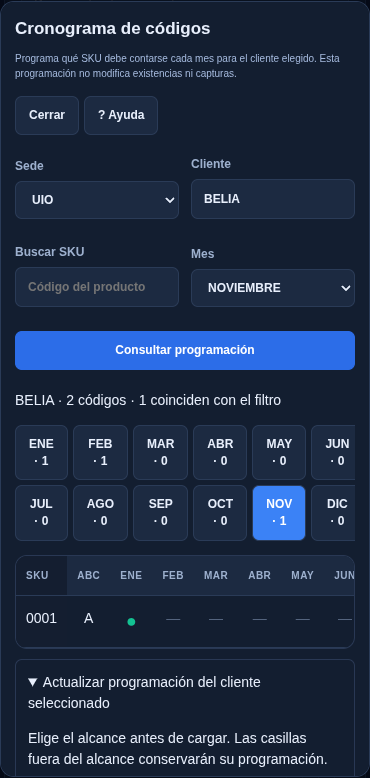 Cronograma de códigos
Programa qué SKU debe contarse cada mes para el cliente elegido. Esta
programación no modifica existencias ni capturas.
Cerrar
? Ayuda
Sede
Cliente
UIO
BELIA
Buscar SKU
Mes
Código del producto
NOVIEMBRE
Consultar programación
BELIA · 2 códigos · 1 coinciden con el filtro
ENE
· 1
FEB
· 1
MAR
· 0
ABR
· 0
MAY
· 0
JUN
· 0
JUL
· 0
AGO
· 0
SEP
· 0
OCT
· 0
NOV
· 1
DIC
· 0
SKU ABC ENE FEB MAR ABR MAY JUN
0001 A ● — — — — —
▼ Actualizar programación del cliente
seleccionado
Elige el alcance antes de cargar. Las casillas
fuera del alcance conservarán su programación.